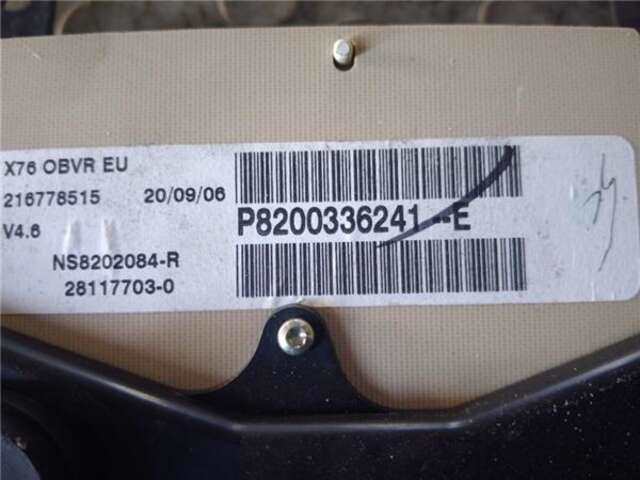 X76 OBVR EU
216778515 20/09/06
V4.6
P8200336241--E
NS8202084-R
28117703-0